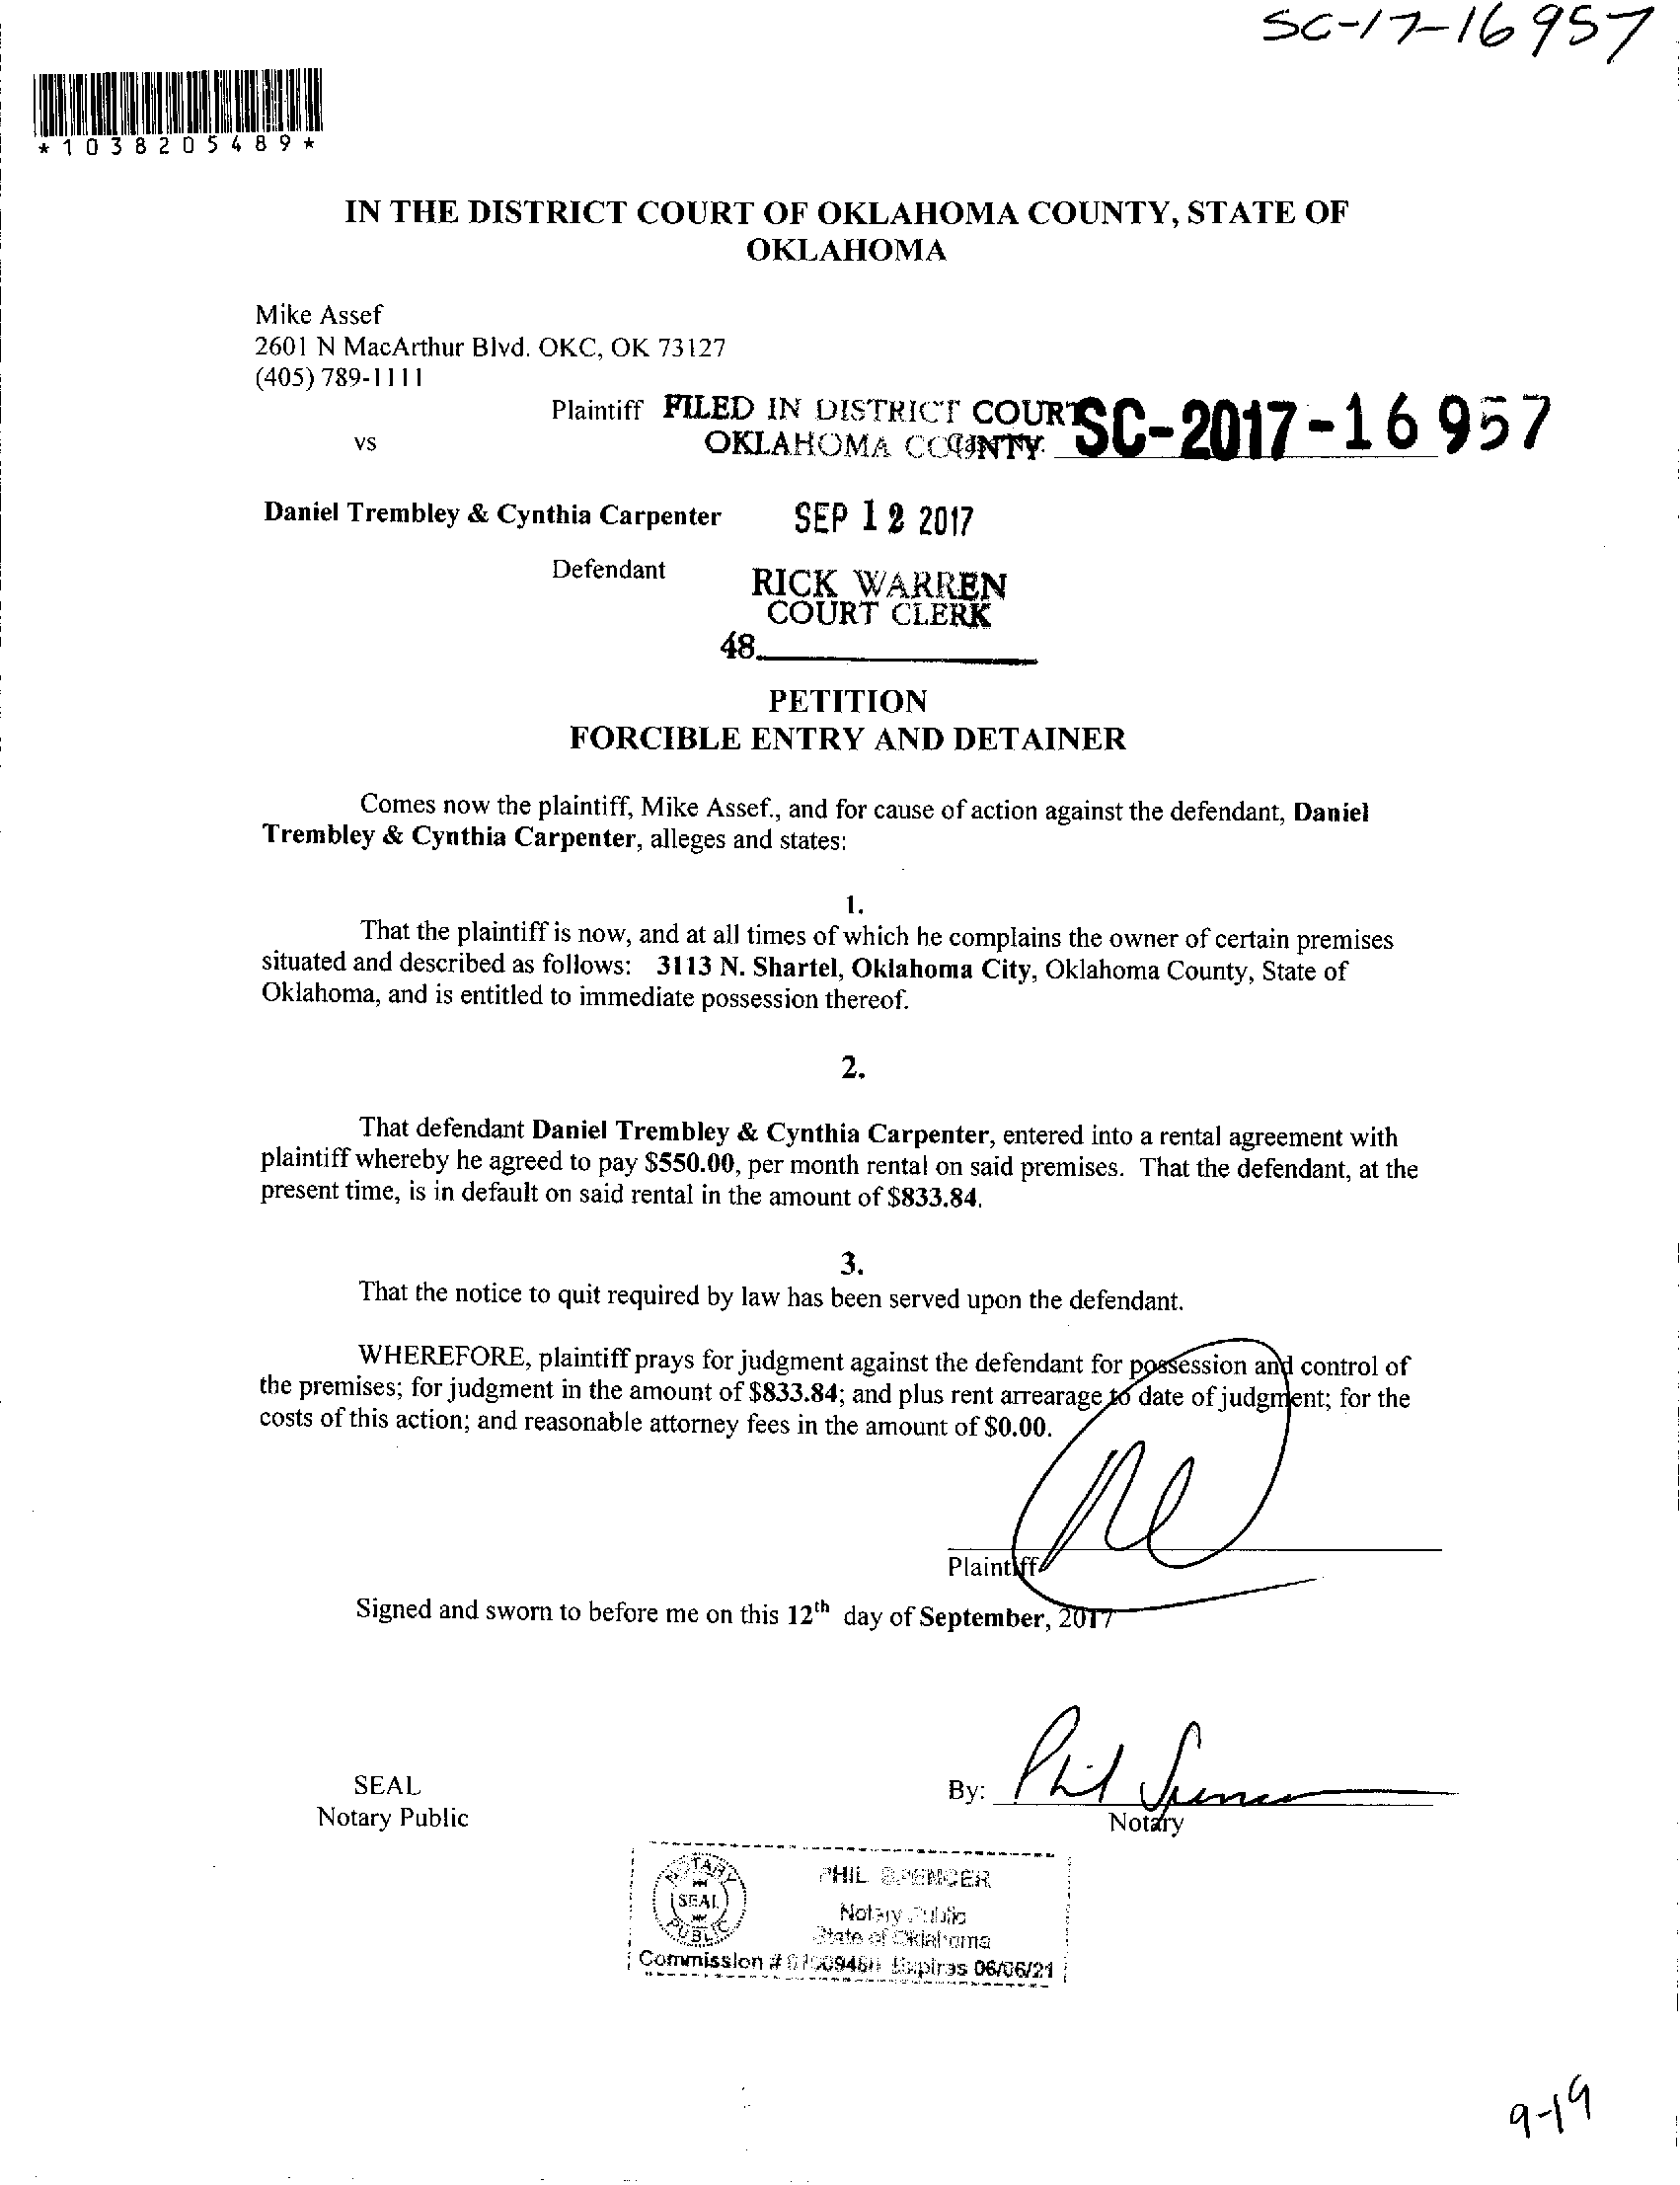 SC-17-16957
*1038205489*
IN THE DISTRICT COURT OF OKLAHOMA COUNTY, STATE OF
OKLAHOMA
Mike Assef
2601 N MacArthur Blvd. OKC, OK 73127
(405) 789-1111
Plaintiff FILED IN DISTRICT COURT SC-2017-16957
vs OKLAHOMA COUNTY
Daniel Trembley & Cynthia Carpenter SEP 12 2017
Defendant
RICK WARREN
COURT CLERK
48
PETITION
FORCIBLE ENTRY AND DETAINER
Comes now the plaintiff, Mike Assef., and for cause of action against the defendant, Daniel
Trembley & Cynthia Carpenter, alleges and states:
1.
That the plaintiff is now, and at all times of which he complains the owner of certain premises
situated and described as follows: 3113 N. Shartel, Oklahoma City, Oklahoma County, State of
Oklahoma, and is entitled to immediate possession thereof.
2.
That defendant Daniel Trembley & Cynthia Carpenter, entered into a rental agreement with
plaintiff whereby he agreed to pay $550.00, per month rental on said premises. That the defendant, at the
present time, is in default on said rental in the amount of $833.84.
3.
That the notice to quit required by law has been served upon the defendant.
WHEREFORE, plaintiff prays for judgment against the defendant for possession and control of
the premises; for judgment in the amount of $833.84; and plus rent arrearage to date of judgment; for the
costs of this action; and reasonable attorney fees in the amount of $0.00.
Plaintiff
Signed and sworn to before me on this 12th day of September, 2017
SEAL
Notary Public
By: Phil Spencer
Notary
NOTARY
SEAL
PUBLIC
PHIL SPENCER
Notary Public
State of Oklahoma
Commission # Expires 06/06/21
9-19